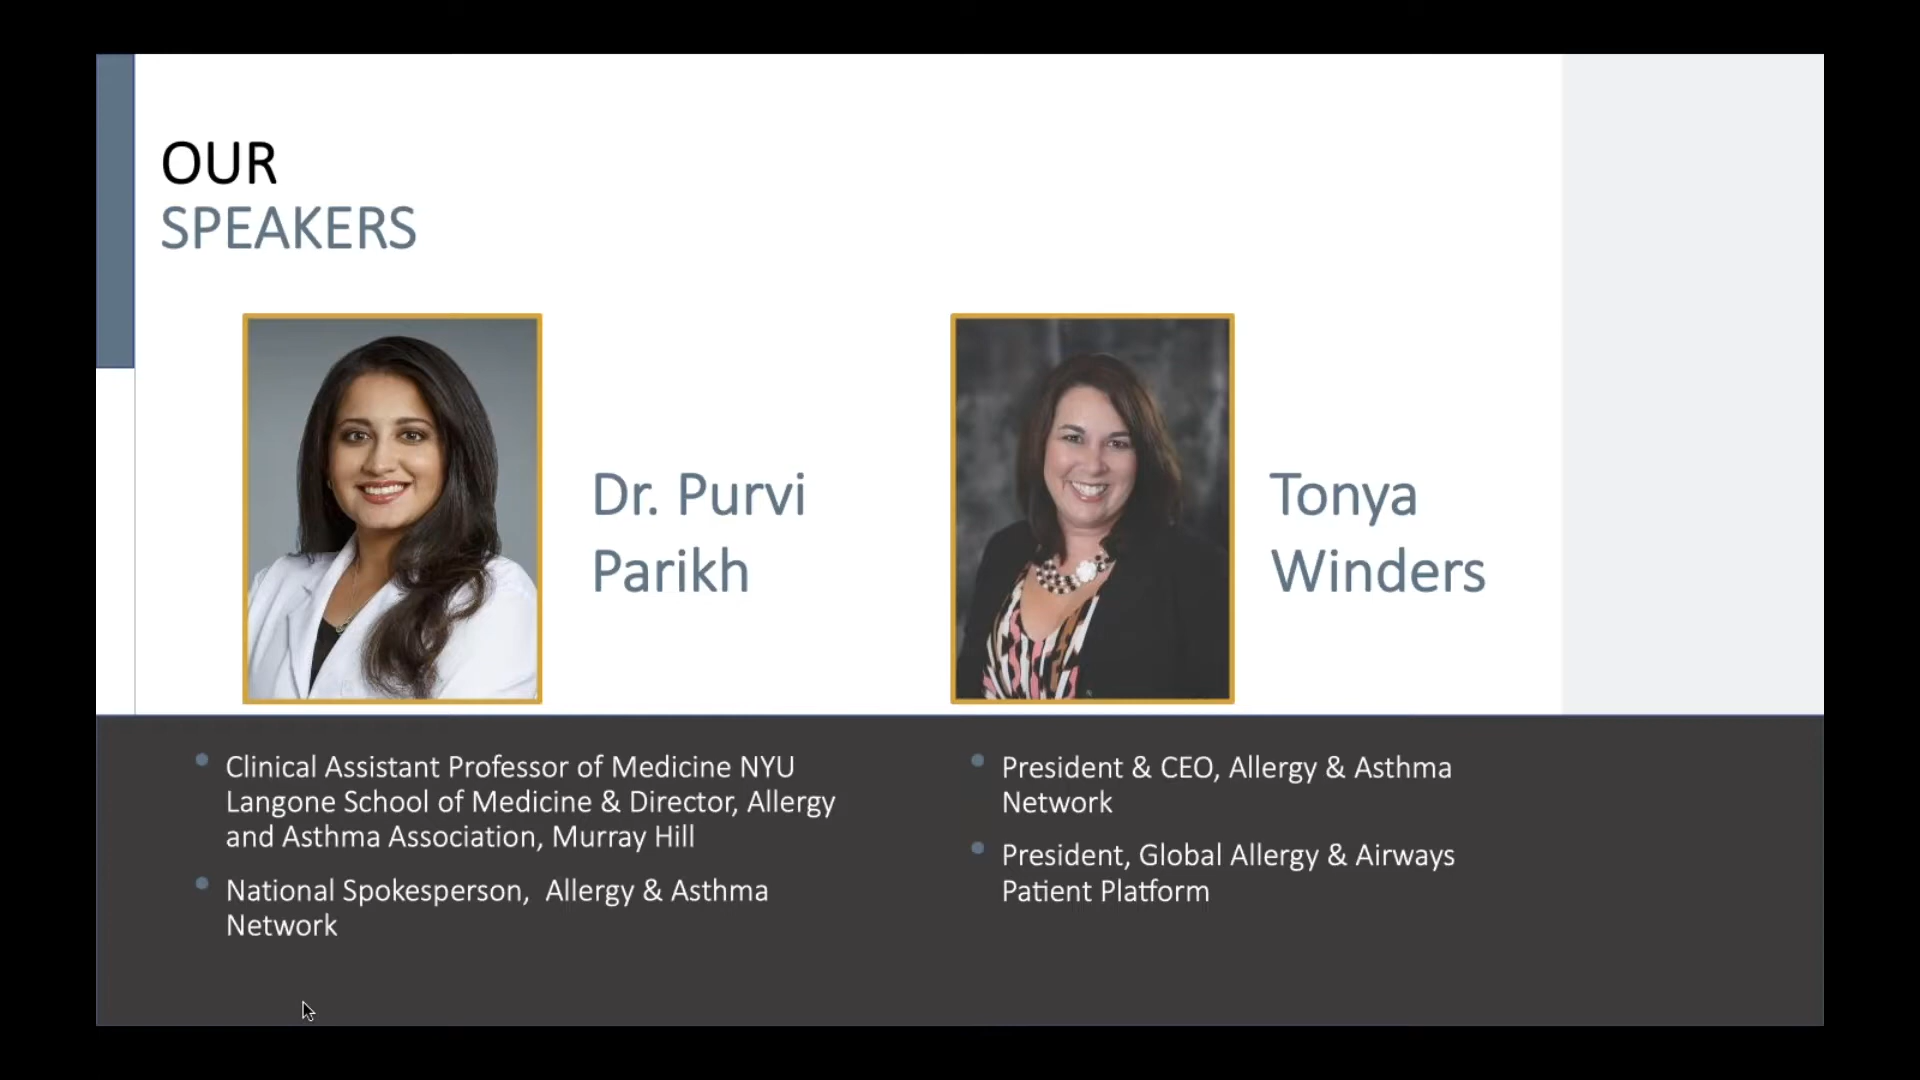 OUR
SPEAKERS
Dr. Purvi
Parikh
Tonya
Winders
Clinical Assistant Professor of Medicine NYU
Langone School of Medicine & Director, Allergy
and Asthma Association, Murray Hill
National Spokesperson,  Allergy & Asthma
Network
President & CEO, Allergy & Asthma
Network
President, Global Allergy & Airways
Patient Platform